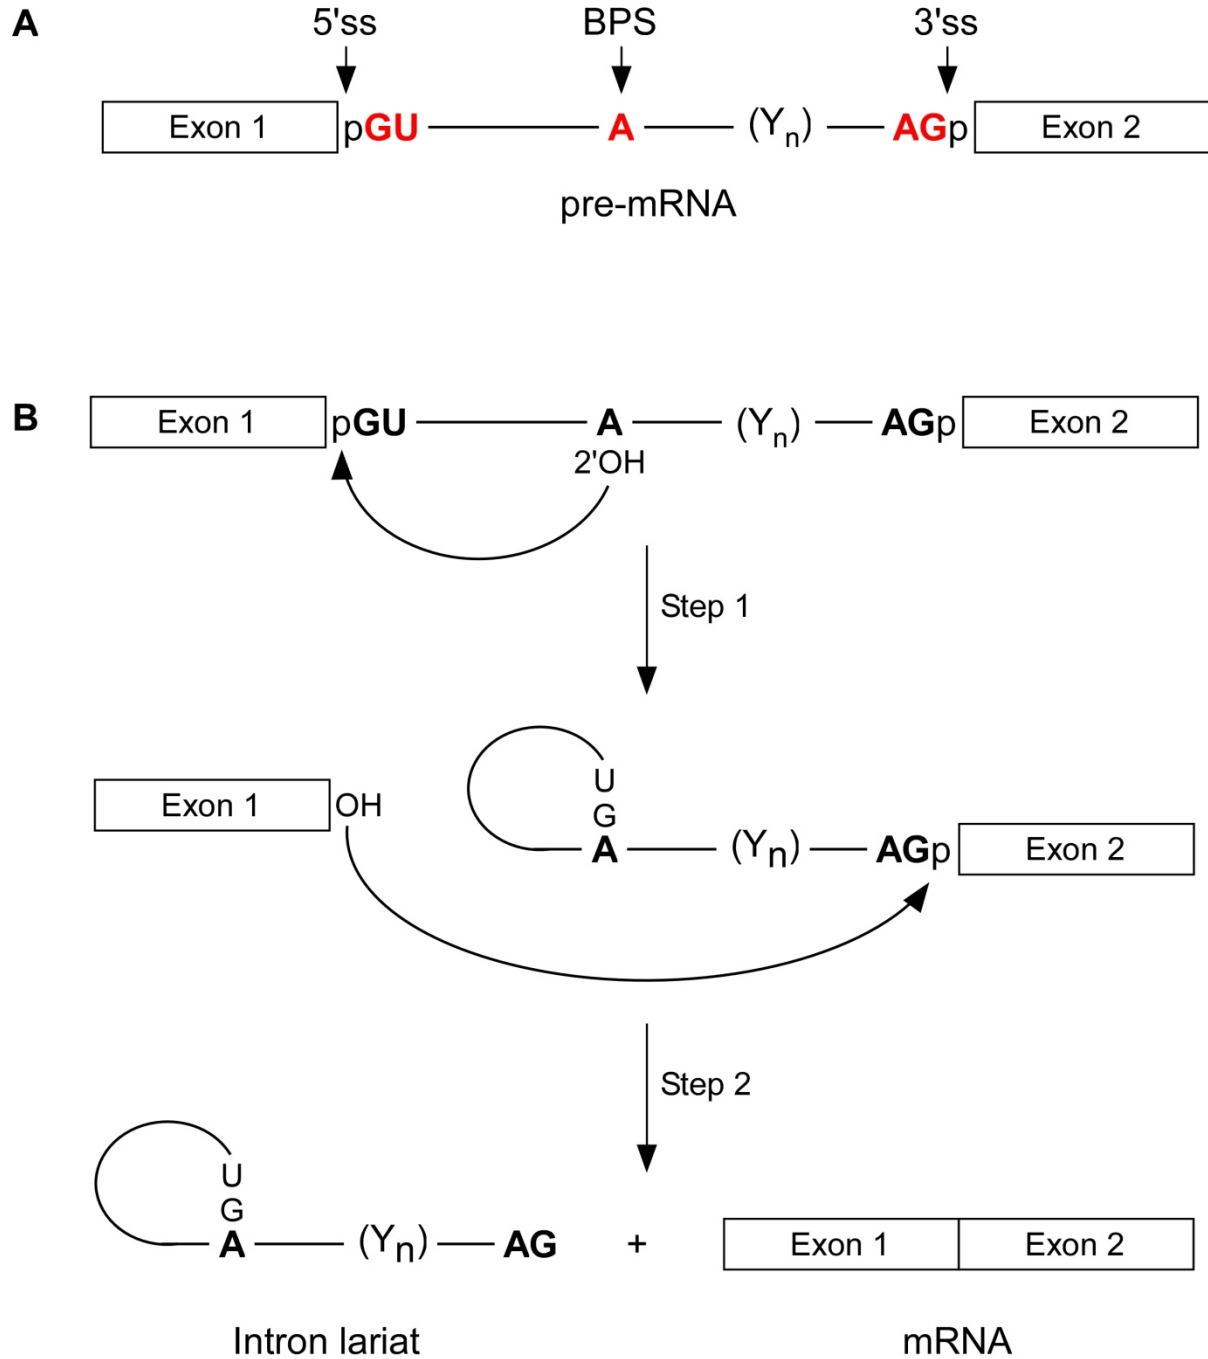 A
5'ss BPS 3'ss
Exon 1 pGU A (Yn) AGp Exon 2
pre-mRNA
B
Exon 1 pGU A (Yn) AGp Exon 2
2'OH
Step 1
Exon 1 OH
U
G
A (Yn) AGp Exon 2
Step 2
U
G
A (Yn) AG + Exon 1 Exon 2
Intron lariat mRNA